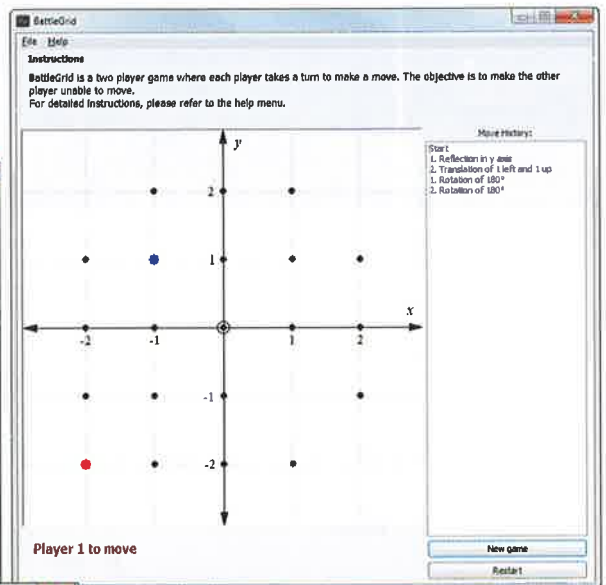 BattleGrid
File Help
Instructions
BattleGrid is a two player game where each player takes a turn to make a move. The objective is to make the other
player unable to move.
For detailed instructions, please refer to the help menu.
Move History:
Start
1. Reflection in y axis
2. Translation of 1 left and 1 up
1. Rotation of 180°
2. Rotation of 180°
y
2
1
x
-2 -1 1 2
-1
-2
Player 1 to move
New game
Restart